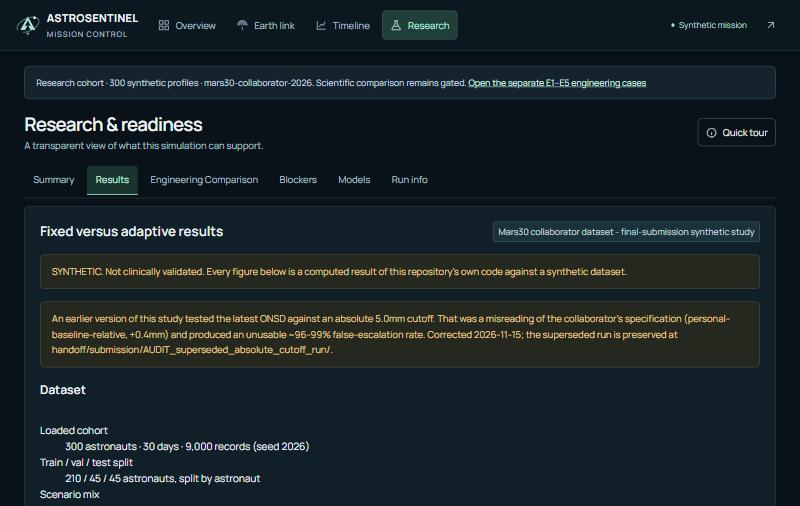 ASTROSENTINEL
MISSION CONTROL
Overview
Earth link
Timeline
Research
Synthetic mission
Research cohort · 300 synthetic profiles · mars30-collaborator-2026. Scientific comparison remains gated. Open the separate E1–E5 engineering cases
Research & readiness
A transparent view of what this simulation can support.
Quick tour
Summary
Results
Engineering Comparison
Blockers
Models
Run info
Fixed versus adaptive results
Mars30 collaborator dataset - final-submission synthetic study
SYNTHETIC. Not clinically validated. Every figure below is a computed result of this repository's own code against a synthetic dataset.
An earlier version of this study tested the latest ONSD against an absolute 5.0mm cutoff. That was a misreading of the collaborator's specification (personal-
baseline-relative, +0.4mm) and produced an unusable ~96-99% false-escalation rate. Corrected 2026-11-15; the superseded run is preserved at
handoff/submission/AUDIT_superseded_absolute_cutoff_run/.
Dataset
Loaded cohort
300 astronauts · 30 days · 9,000 records (seed 2026)
Train / val / test split
210 / 45 / 45 astronauts, split by astronaut
Scenario mix